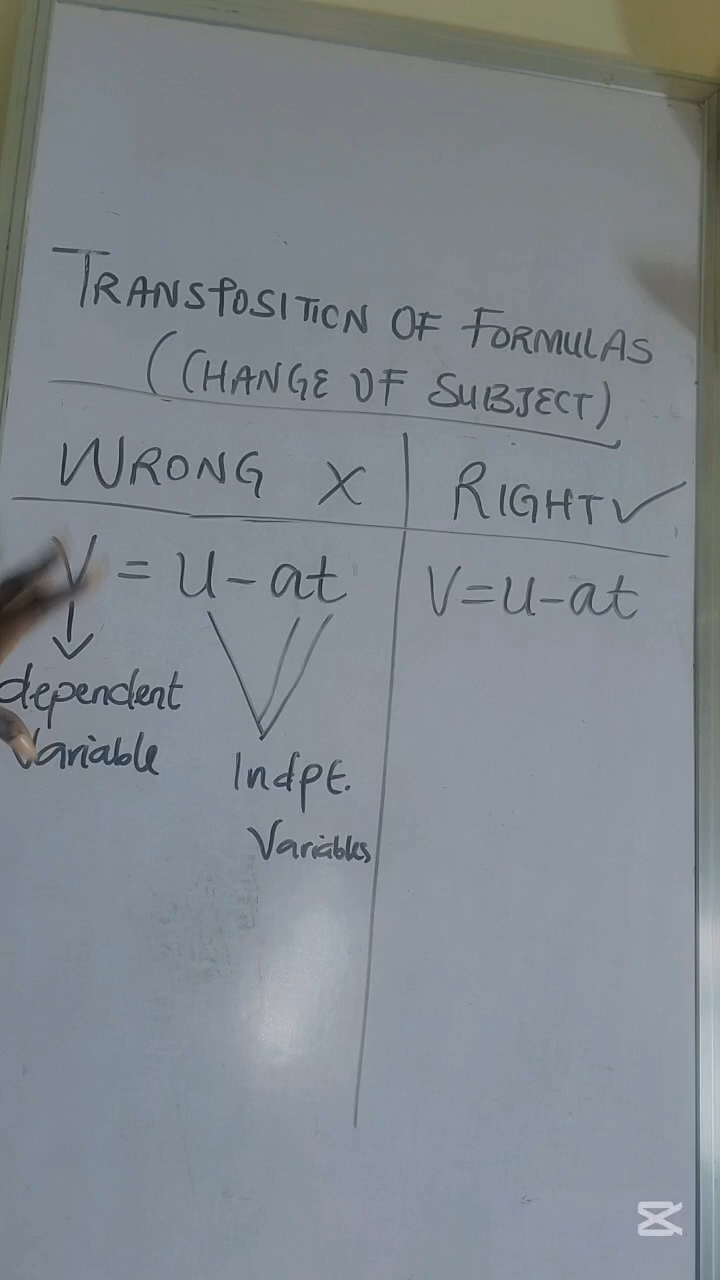 TRANSPOSITION OF FORMULAS
(CHANGE OF SUBJECT)
WRONG X
RIGHT✓
V = u - at
V=u-at
dependent
Variable
Indpt.
Variables